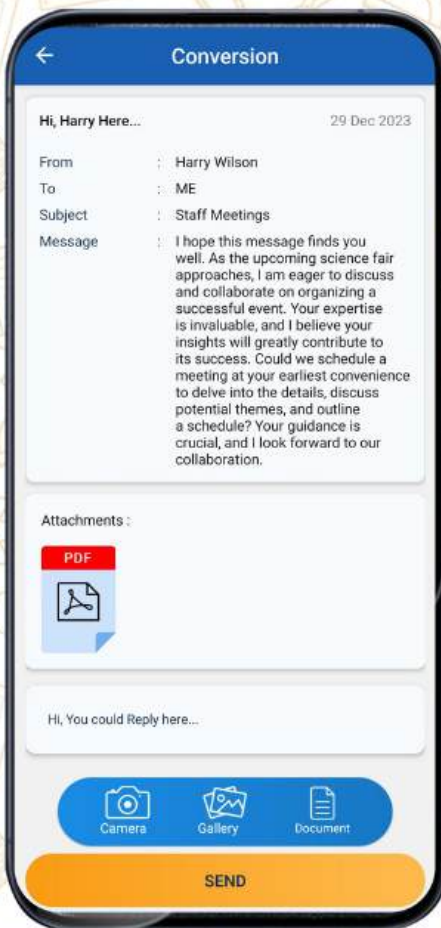 Conversion
Hi, Harry Here... 29 Dec 2023
From : Harry Wilson
To : ME
Subject : Staff Meetings
Message : I hope this message finds you
well. As the upcoming science fair
approaches, I am eager to discuss
and collaborate on organizing a
successful event. Your expertise
is invaluable, and I believe your
insights will greatly contribute to
its success. Could we schedule a
meeting at your earliest convenience
to delve into the details, discuss
potential themes, and outline
a schedule? Your guidance is
crucial, and I look forward to our
collaboration.
Attachments :
PDF
Hi, You could Reply here...
Camera Gallery Document
SEND